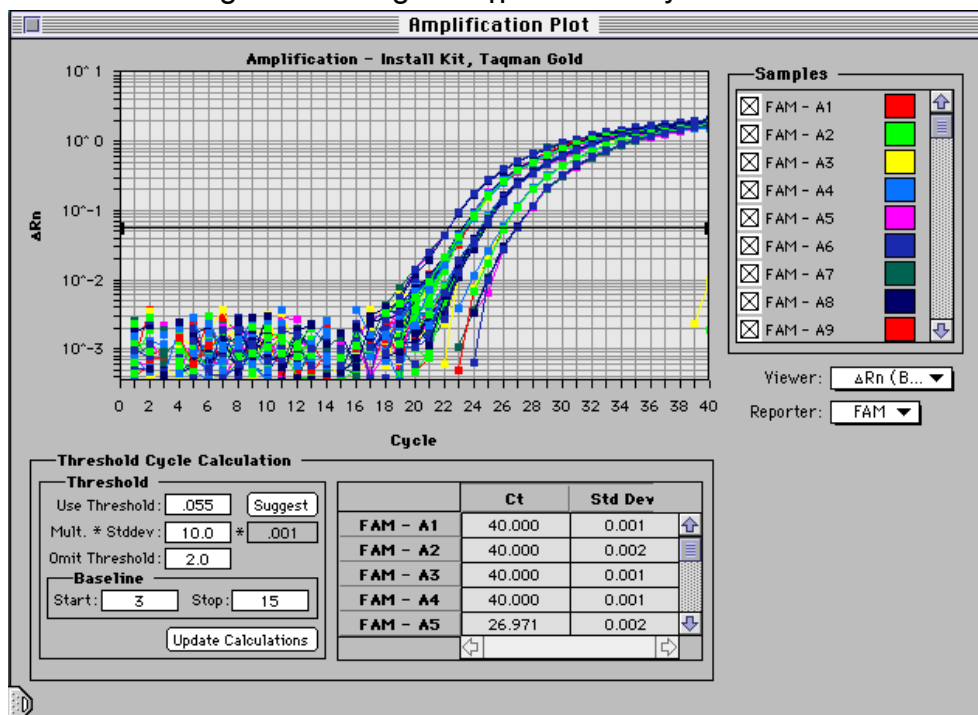 Amplification Plot
Amplification - Install Kit, Taqman Gold
10^ 1
10^ 0
10^-1
10^-2
10^-3
ΔRn
0 2 4 6 8 10 12 14 16 18 20 22 24 26 28 30 32 34 36 38 40
Cycle
Samples
FAM - A1
FAM - A2
FAM - A3
FAM - A4
FAM - A5
FAM - A6
FAM - A7
FAM - A8
FAM - A9
Viewer: ΔRn (B...
Reporter: FAM
Threshold Cycle Calculation
Threshold
Use Threshold: .055 Suggest
Mult. * Stddev: 10.0 * .001
Omit Threshold: 2.0
Baseline
Start: 3 Stop: 15
Update Calculations
Ct Std Dev
FAM - A1 40.000 0.001
FAM - A2 40.000 0.002
FAM - A3 40.000 0.001
FAM - A4 40.000 0.001
FAM - A5 26.971 0.002